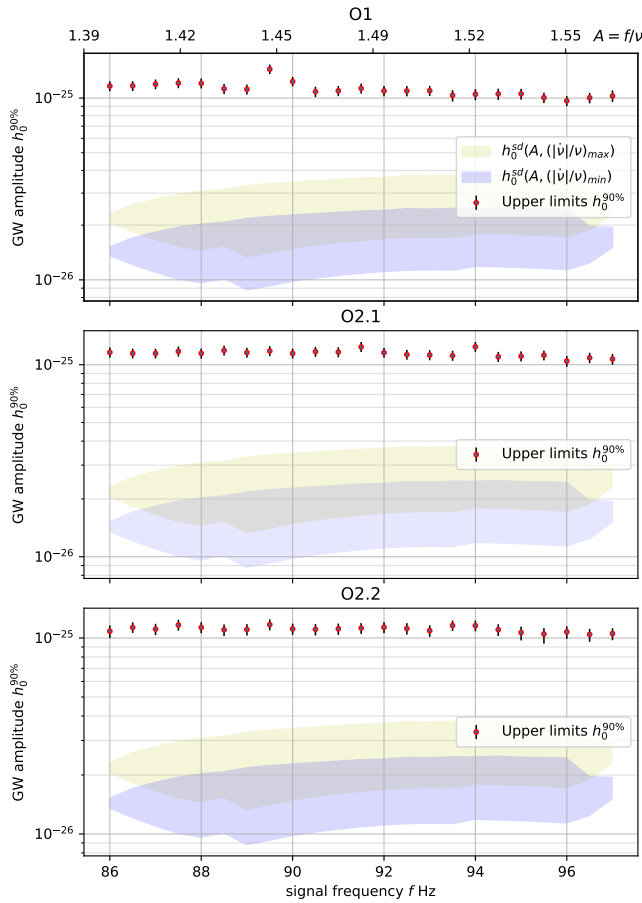 O1
1.39 1.42 1.45 1.49 1.52 1.55 A = f/ν
GW amplitude h₀^90%
10⁻²⁵
10⁻²⁶
h₀^sd(A, (|ν̇|/ν)max)
h₀^sd(A, (|ν̇|/ν)min)
Upper limits h₀^90%
O2.1
GW amplitude h₀^90%
10⁻²⁵
10⁻²⁶
Upper limits h₀^90%
O2.2
GW amplitude h₀^90%
10⁻²⁵
10⁻²⁶
Upper limits h₀^90%
86 88 90 92 94 96
signal frequency f Hz